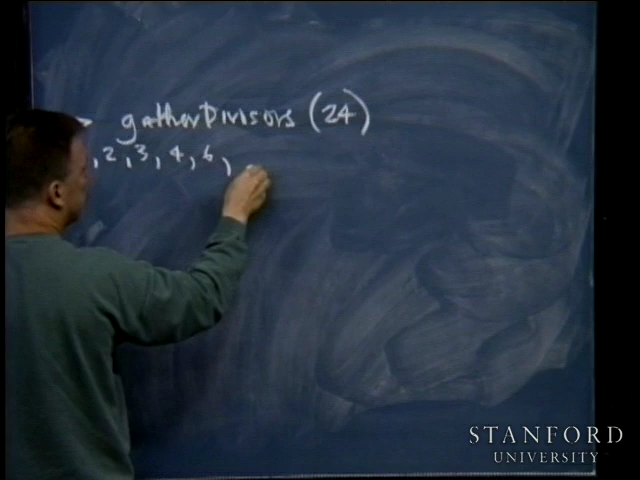 gatherDivisors (24)
, 2, 3, 4, 6,
STANFORD
UNIVERSITY